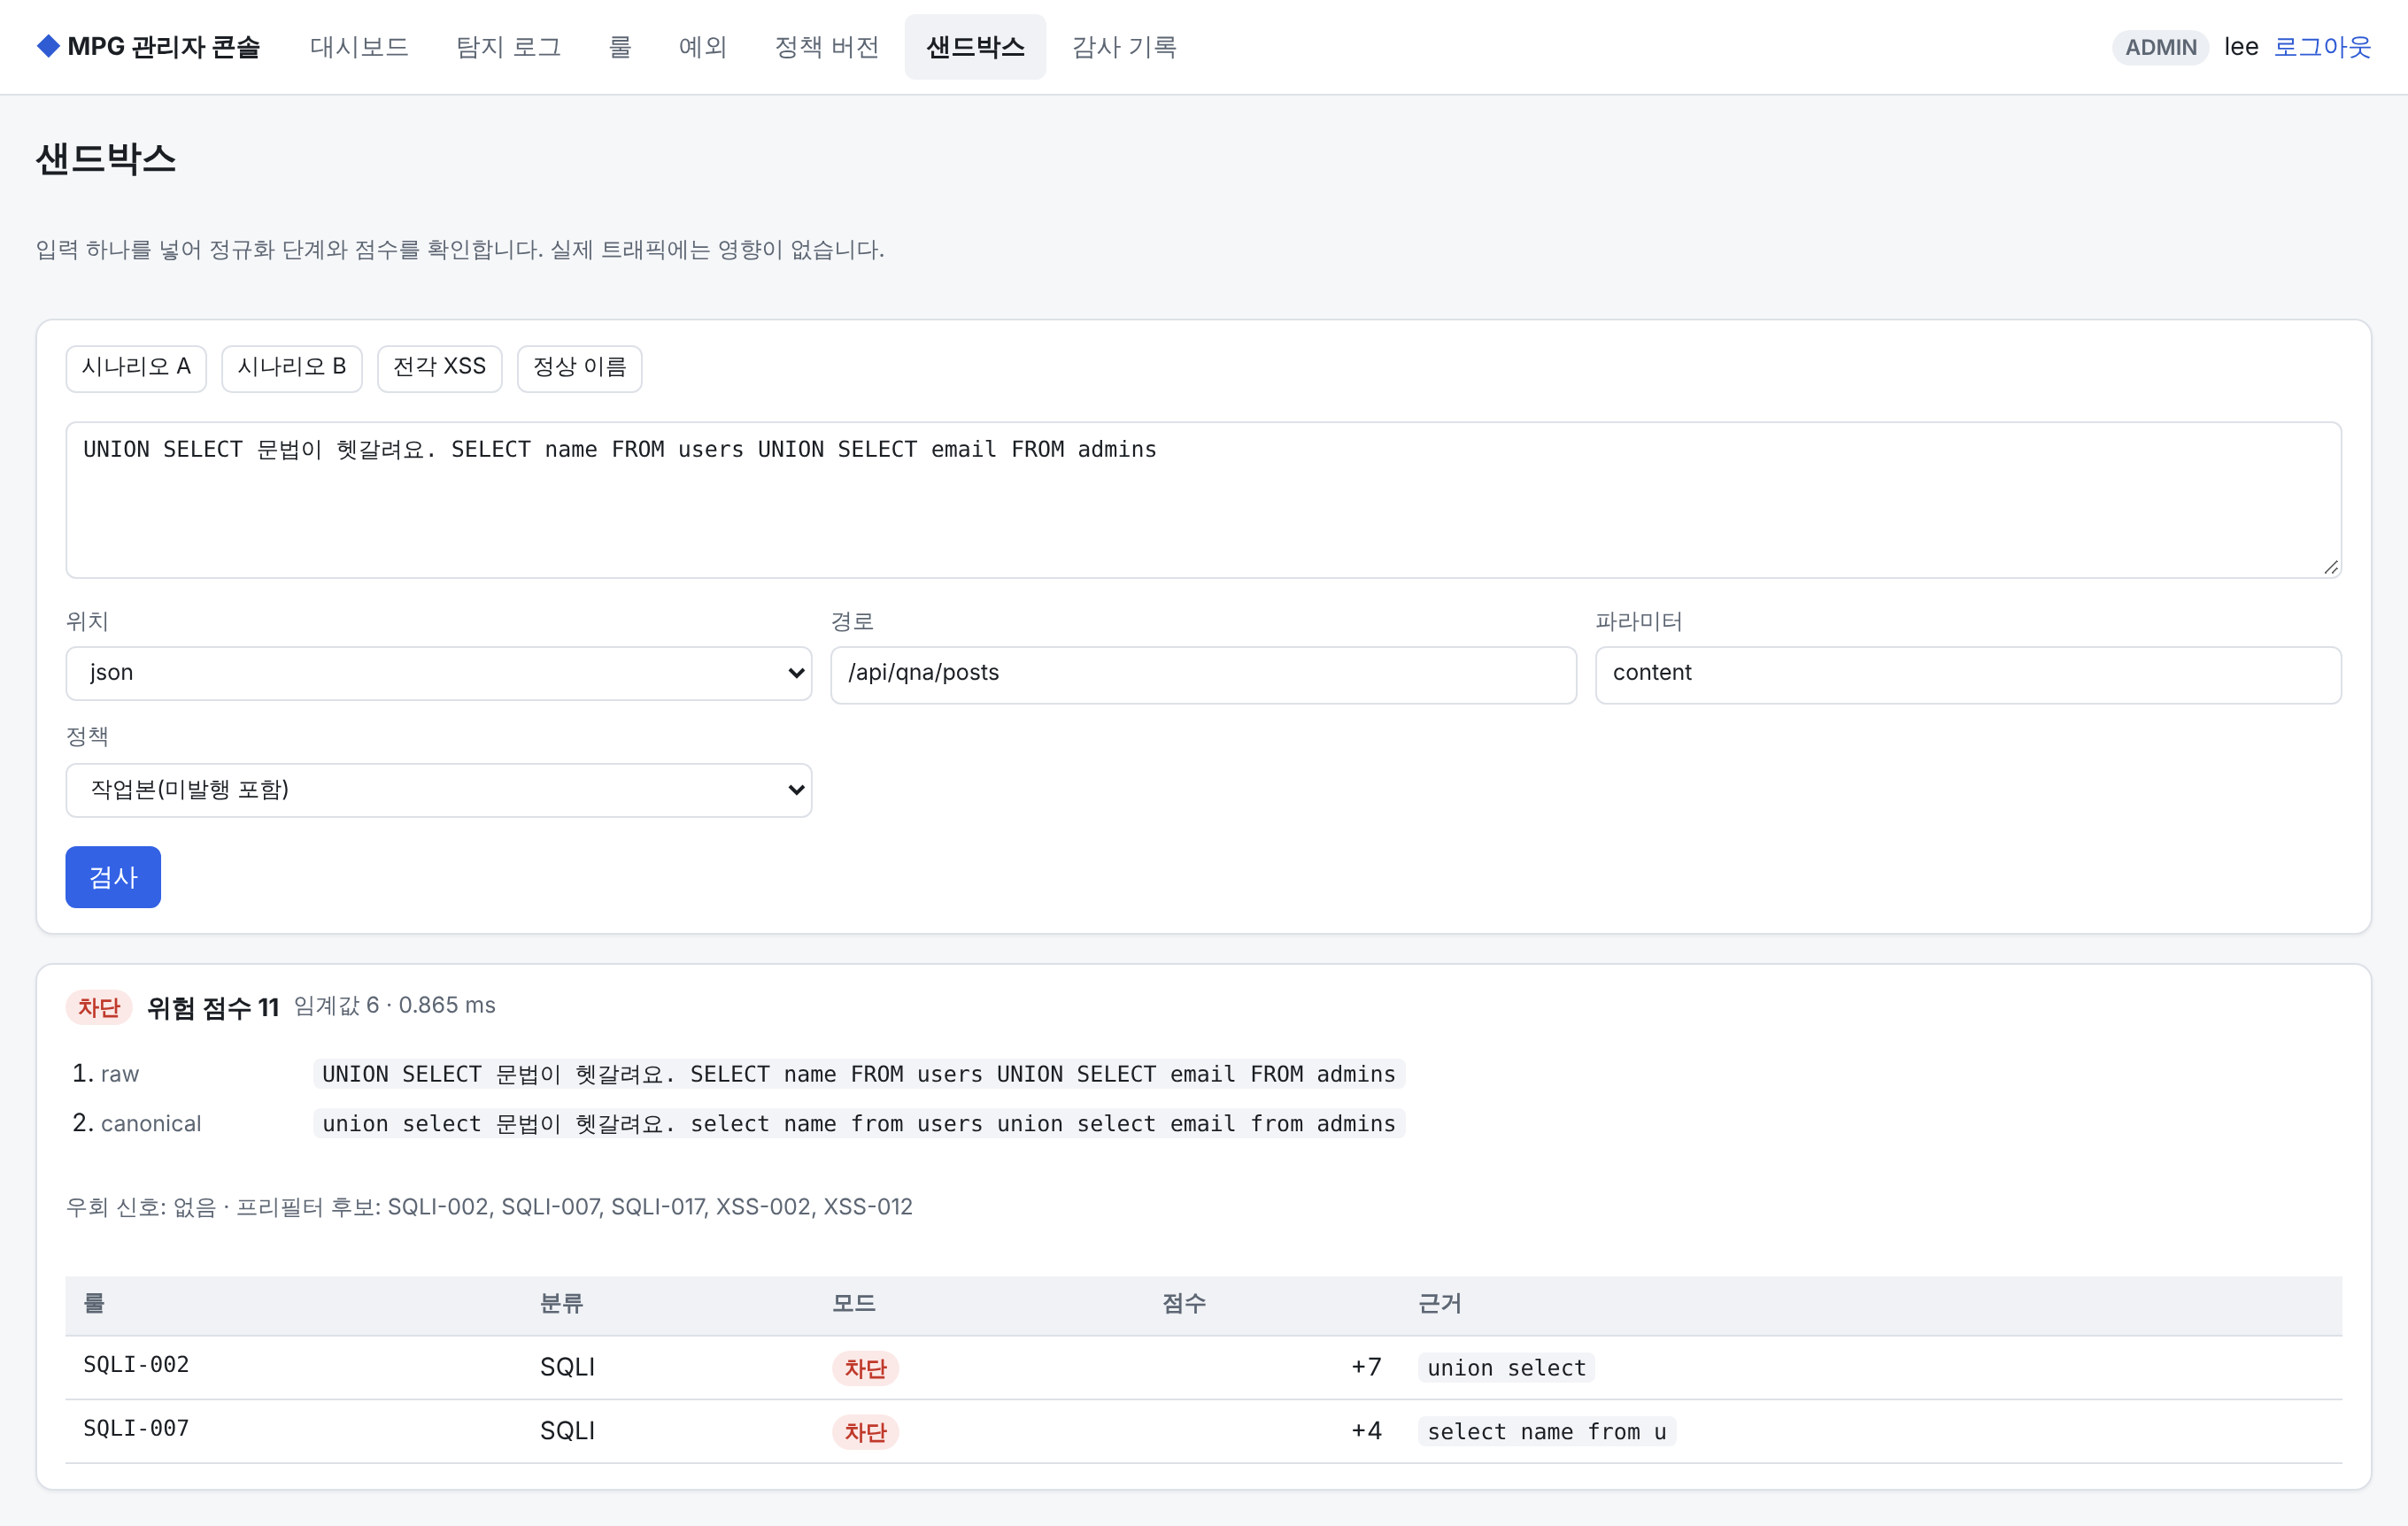 MPG 관리자 콘솔 대시보드 탐지 로그 룰 예외 정책 버전 샌드박스 감사 기록 ADMIN lee 로그아웃
샌드박스
입력 하나를 넣어 정규화 단계와 점수를 확인합니다. 실제 트래픽에는 영향이 없습니다.
시나리오 A 시나리오 B 전각 XSS 정상 이름
UNION SELECT 문법이 헷갈려요. SELECT name FROM users UNION SELECT email FROM admins
위치 경로 파라미터
json /api/qna/posts content
정책
작업본(미발행 포함)
검사
차단 위험 점수 11 임계값 6 · 0.865 ms
1. raw UNION SELECT 문법이 헷갈려요. SELECT name FROM users UNION SELECT email FROM admins
2. canonical union select 문법이 헷갈려요. select name from users union select email from admins
우회 신호: 없음 · 프리필터 후보: SQLI-002, SQLI-007, SQLI-017, XSS-002, XSS-012
룰 분류 모드 점수 근거
SQLI-002 SQLI 차단 +7 union select
SQLI-007 SQLI 차단 +4 select name from u